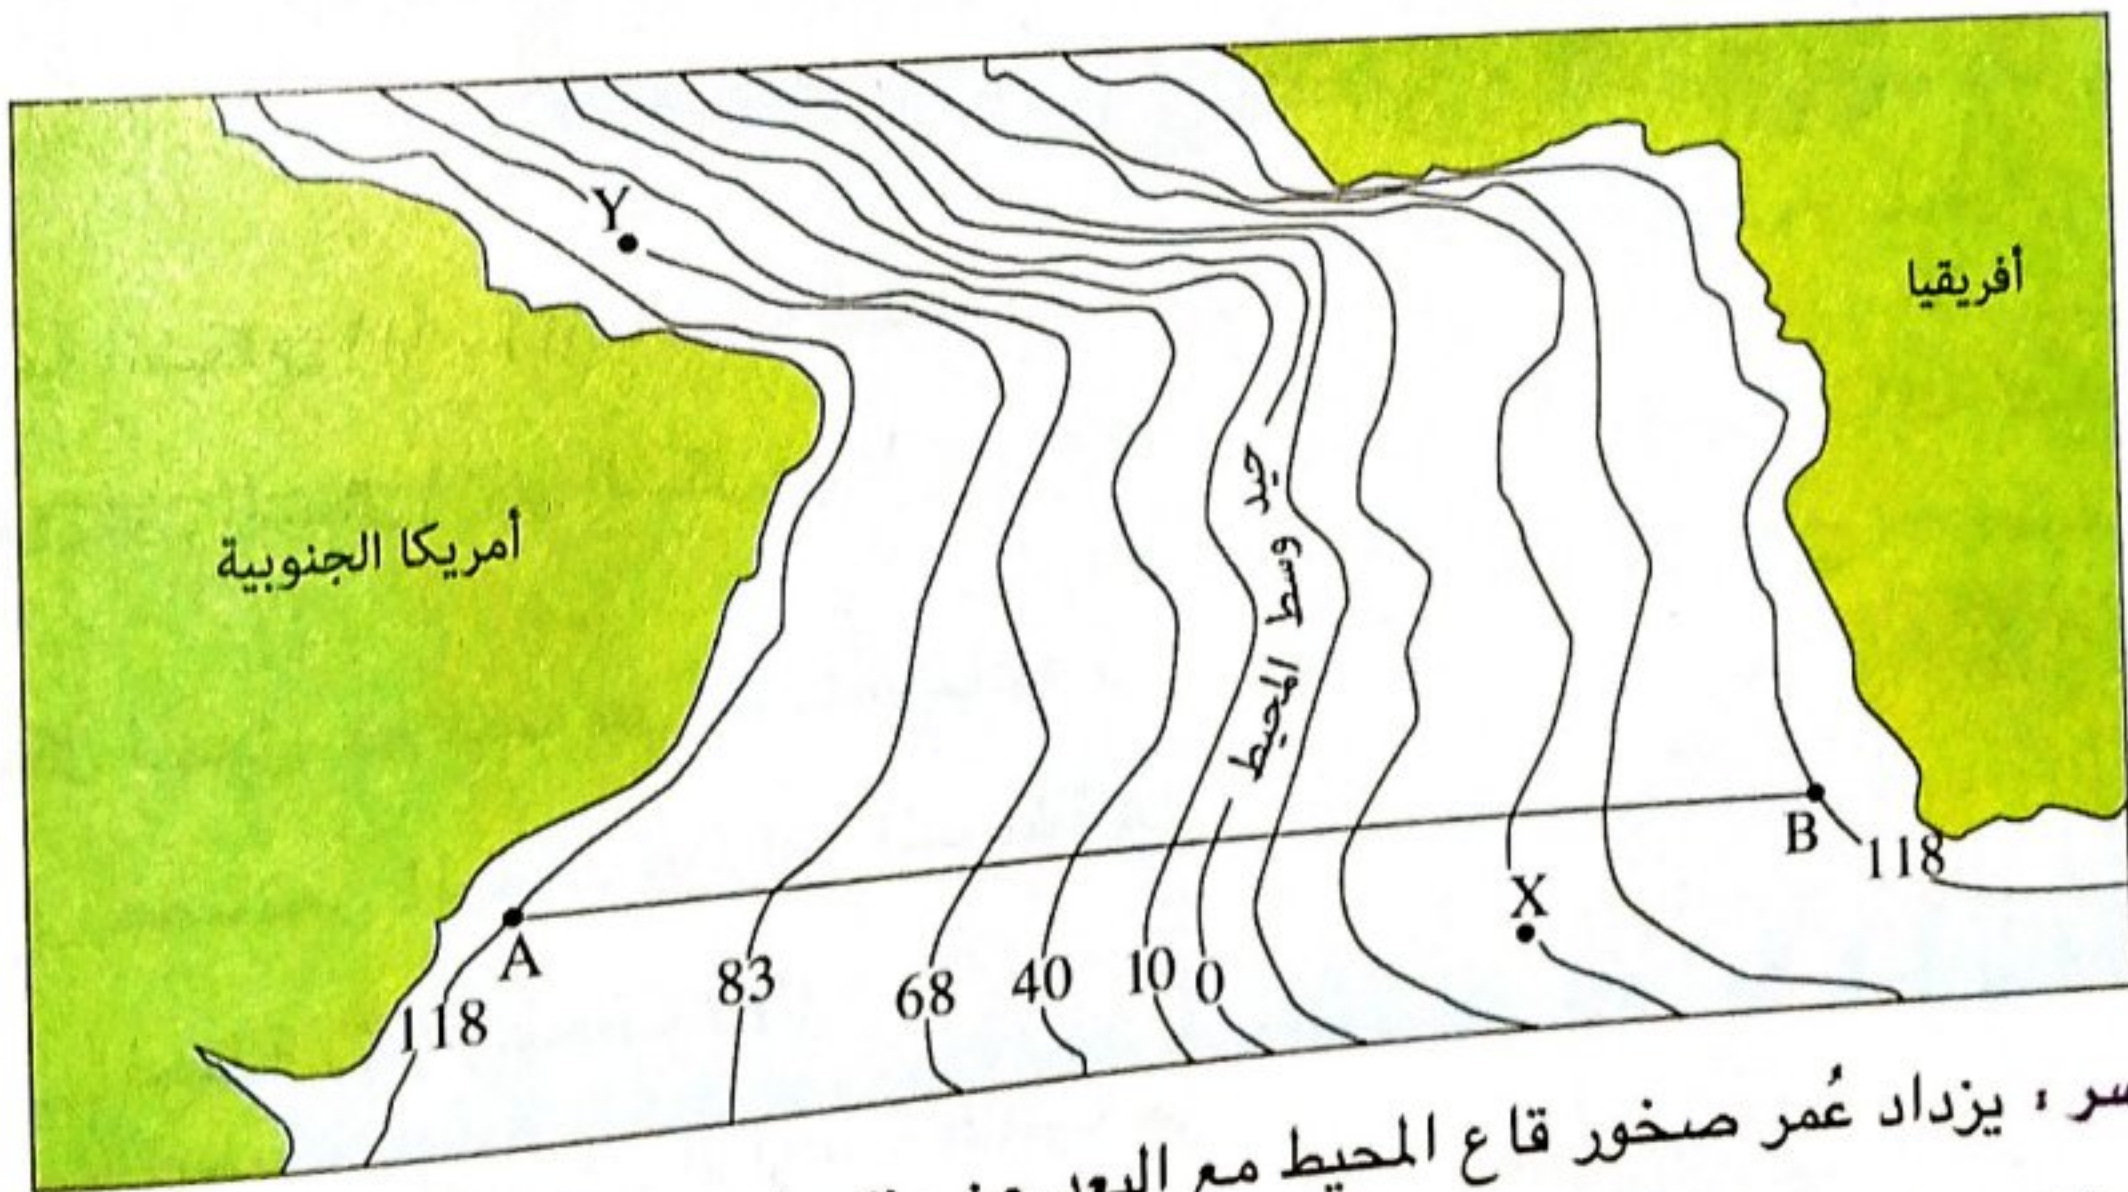 Y
أفريقيا
أمريكا الجنوبية
حيد وسط المحيط
B
118
X
A
118
83
68
40
10
0
يزداد عُمر صخور قاع المحيط مع البعد